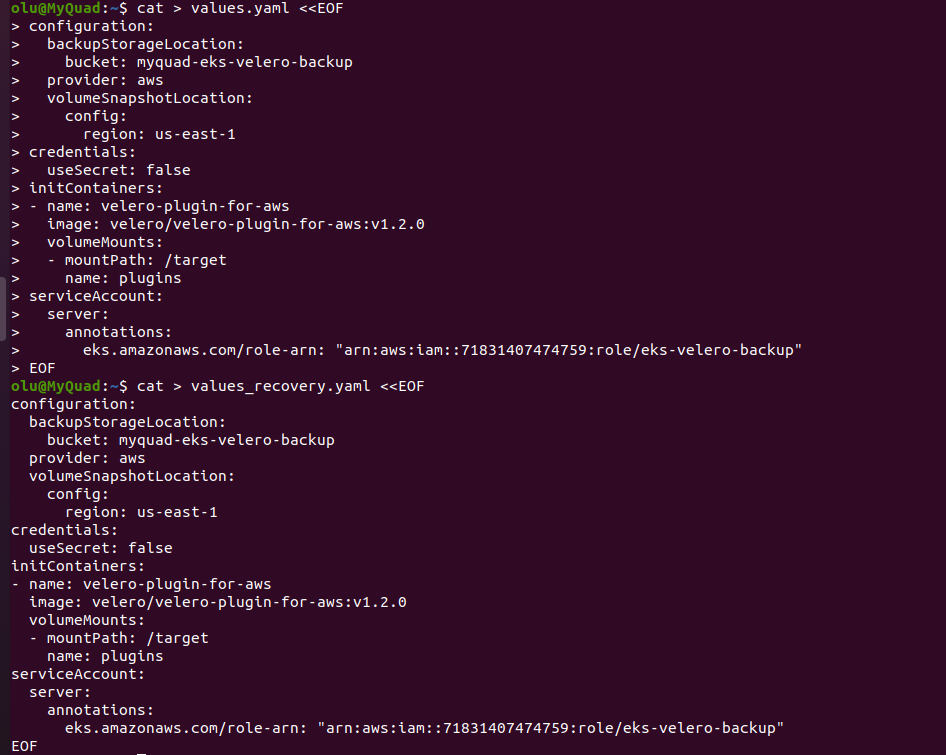 olu@MyQuad:~$ cat > values.yaml <<EOF
> configuration:
>   backupStorageLocation:
>     bucket: myquad-eks-velero-backup
>   provider: aws
>   volumeSnapshotLocation:
>     config:
>       region: us-east-1
> credentials:
>   useSecret: false
> initContainers:
> - name: velero-plugin-for-aws
>   image: velero/velero-plugin-for-aws:v1.2.0
>   volumeMounts:
>   - mountPath: /target
>     name: plugins
> serviceAccount:
>   server:
>     annotations:
>       eks.amazonaws.com/role-arn: "arn:aws:iam::71831407474759:role/eks-velero-backup"
> EOF
olu@MyQuad:~$ cat > values_recovery.yaml <<EOF
configuration:
  backupStorageLocation:
    bucket: myquad-eks-velero-backup
  provider: aws
  volumeSnapshotLocation:
    config:
      region: us-east-1
credentials:
  useSecret: false
initContainers:
- name: velero-plugin-for-aws
  image: velero/velero-plugin-for-aws:v1.2.0
  volumeMounts:
  - mountPath: /target
    name: plugins
serviceAccount:
  server:
    annotations:
      eks.amazonaws.com/role-arn: "arn:aws:iam::71831407474759:role/eks-velero-backup"
EOF